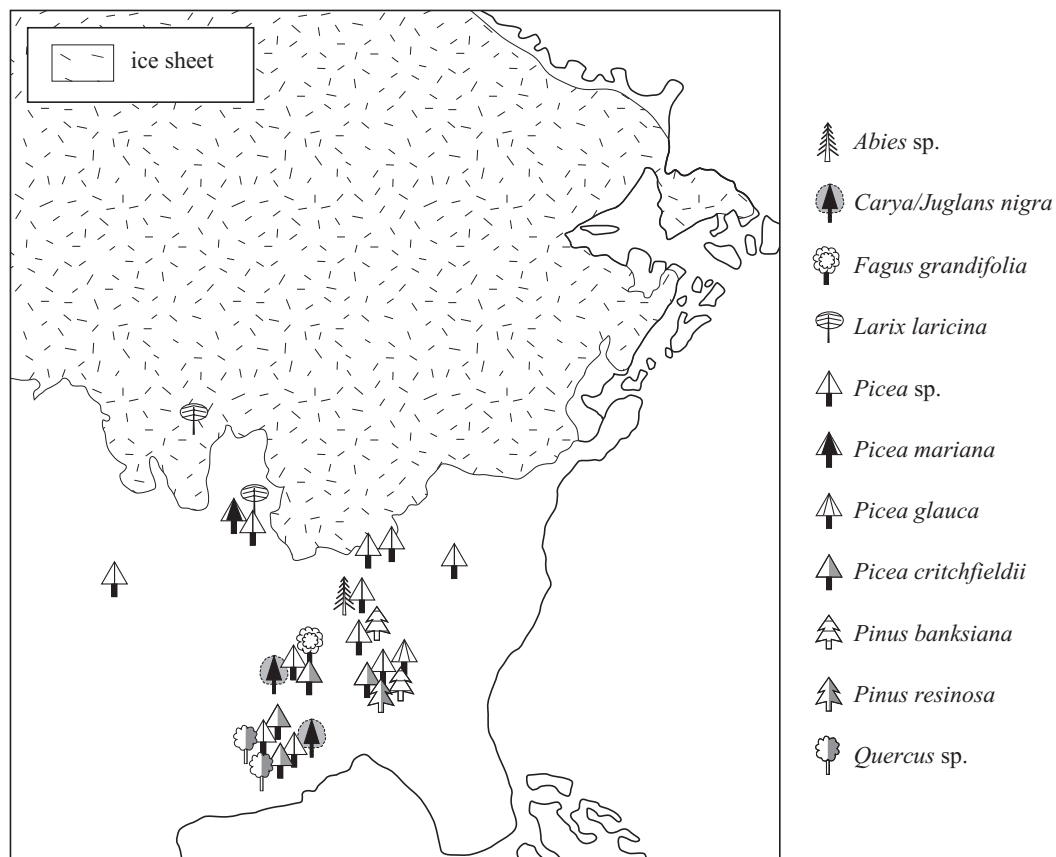 ice sheet
Abies sp.
Carya/Juglans nigra
Fagus grandifolia
Larix laricina
Picea sp.
Picea mariana
Picea glauca
Picea critchfieldii
Pinus banksiana
Pinus resinosa
Quercus sp.